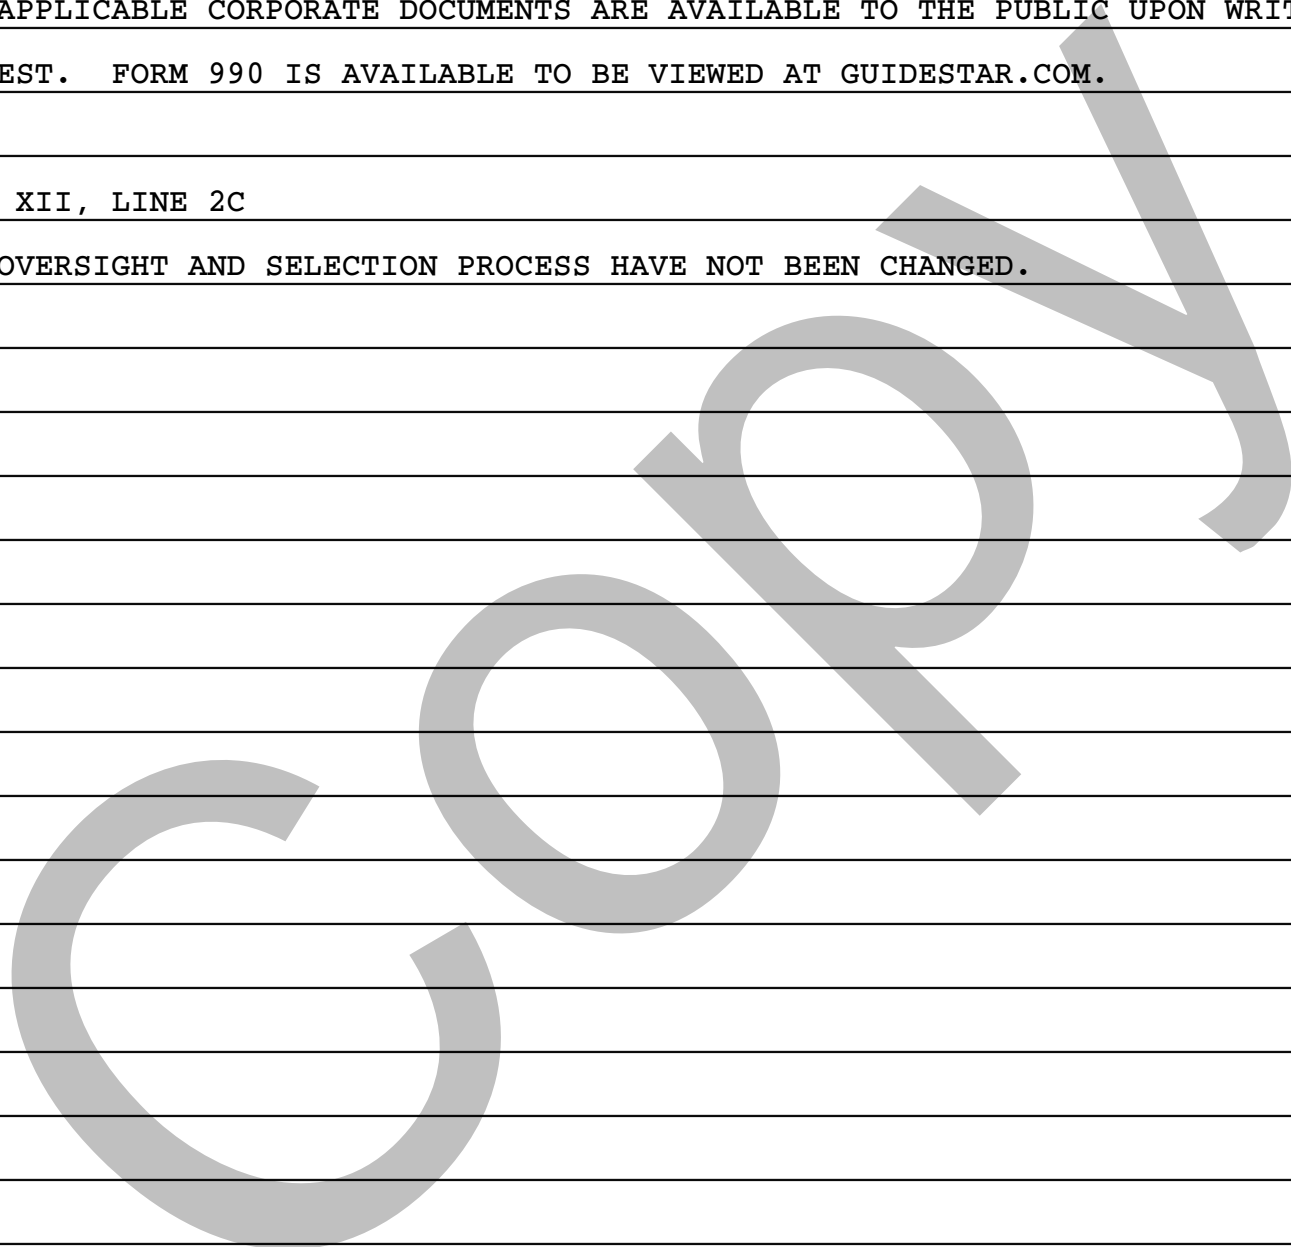 APPLICABLE CORPORATE DOCUMENTS ARE AVAILABLE TO THE PUBLIC UPON
EST. FORM 990 IS AVAILABLE TO BE VIEWED AT GUIDESTAR.COM.
XII, LINE 2C
OVERSIGHT AND SELECTION PROCESS HAVE NOT BEEN CHANGED.
Copy